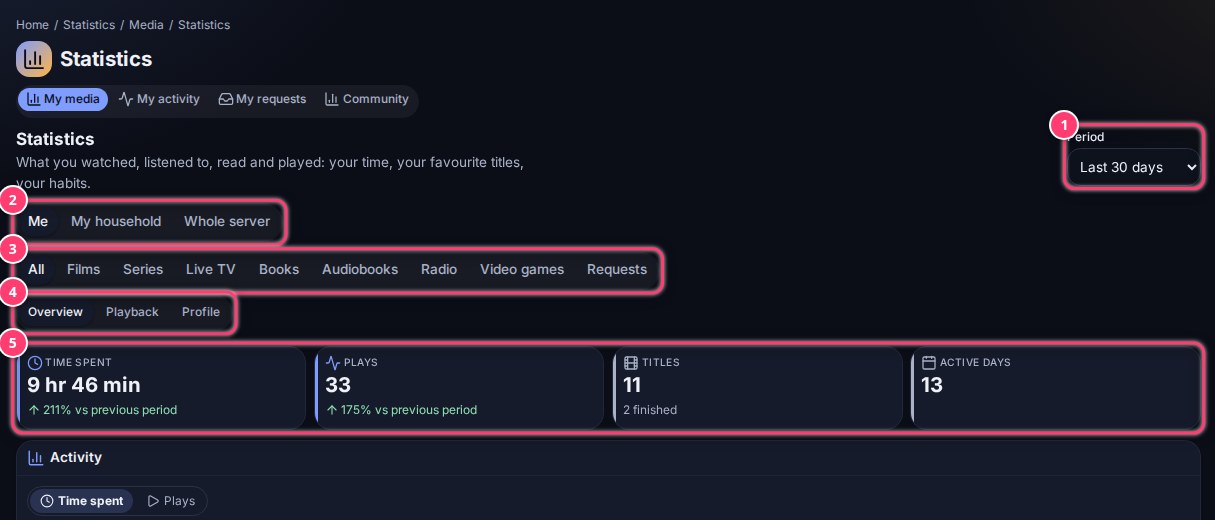 Home / Statistics / Media / Statistics
Statistics
My media My activity My requests Community
Statistics
What you watched, listened to, read and played: your time, your favourite titles,
your habits.
1
Period
Last 30 days
2
Me My household Whole server
3
All Films Series Live TV Books Audiobooks Radio Video games Requests
4
Overview Playback Profile
5
TIME SPENT
9 hr 46 min
↑ 211% vs previous period
PLAYS
33
↑ 175% vs previous period
TITLES
11
2 finished
ACTIVE DAYS
13
Activity
Time spent Plays